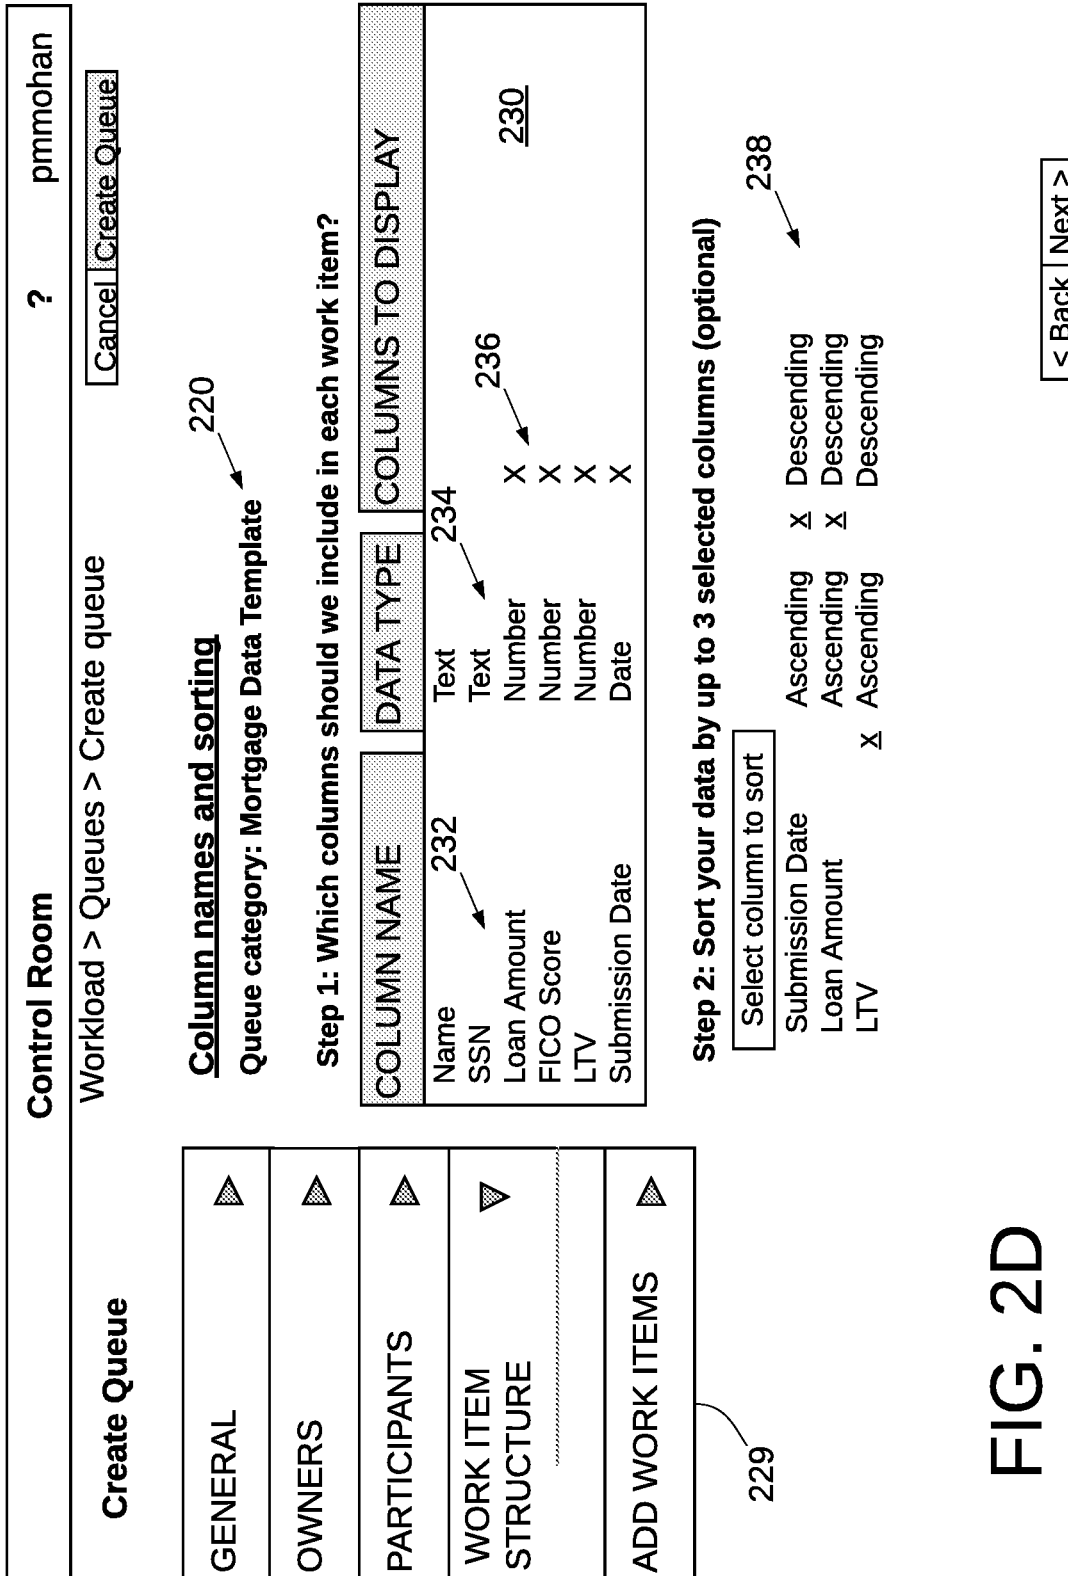 Control Room ? pmmohan
Create Queue
Workload > Queues > Create queue
Cancel Create Queue
GENERAL
OWNERS
PARTICIPANTS
WORK ITEM
STRUCTURE
ADD WORK ITEMS
229
Column names and sorting
220
Queue category: Mortgage Data Template
Step 1: Which columns should we include in each work item?
COLUMN NAME DATA TYPE COLUMNS TO DISPLAY
232 234 236 230
Name Text
SSN Text
Loan Amount Number X
FICO Score Number X
LTV Number X
Submission Date Date X
Step 2: Sort your data by up to 3 selected columns (optional)
238
Select column to sort
Submission Date Ascending X Descending
Loan Amount Ascending X Descending
LTV X Ascending Descending
< Back Next >
FIG. 2D